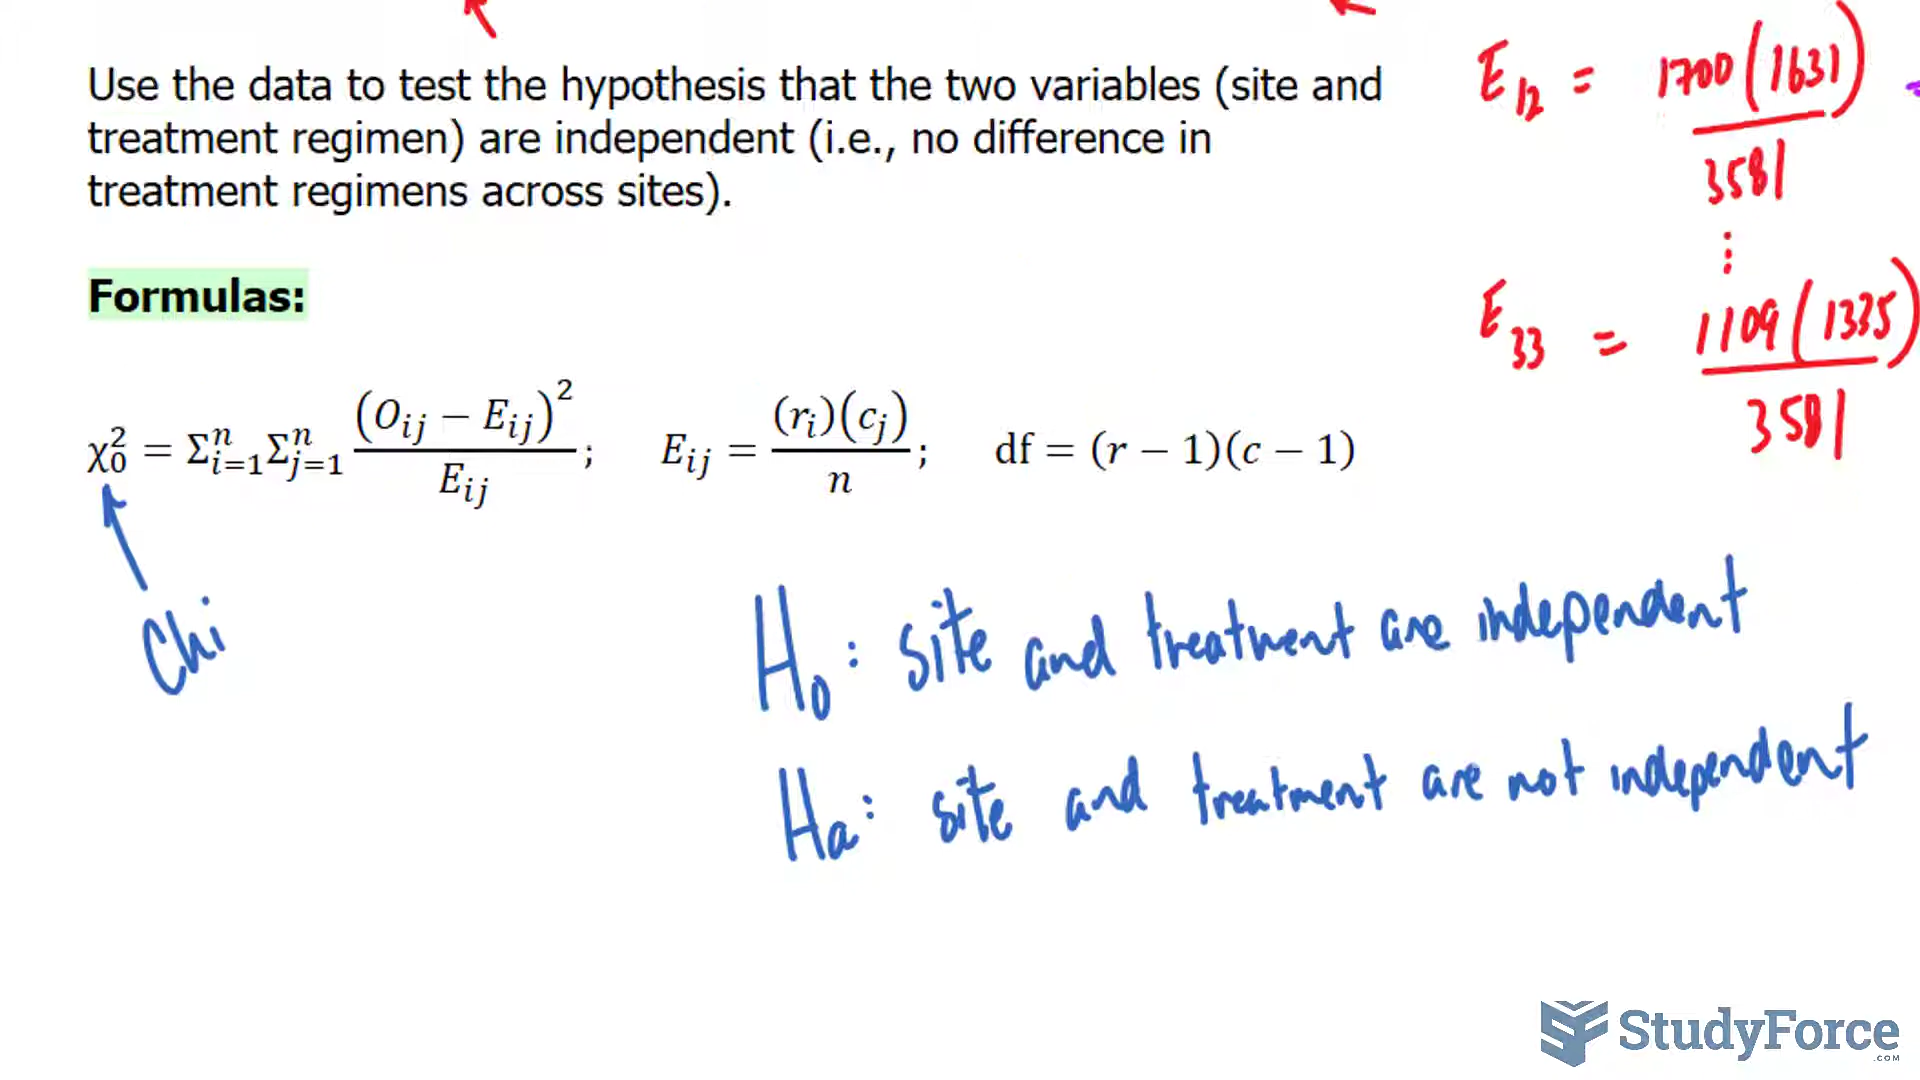 Use the data to test the hypothesis that the two variables (site and
treatment regimen) are independent (i.e., no difference in
treatment regimens across sites).
Formulas:
χ₀² = Σⁿᵢ₌₁Σⁿⱼ₌₁ (Oᵢⱼ − Eᵢⱼ)² / Eᵢⱼ ; Eᵢⱼ = (rᵢ)(cⱼ) / n ; df = (r − 1)(c − 1)
Chi
H₀: site and treatment are independent
Ha: site and treatment are not independent
E₁₂ = 1700(1631) / 3581
⋮
E₃₃ = 1109(1335) / 3581
StudyForce
.COM